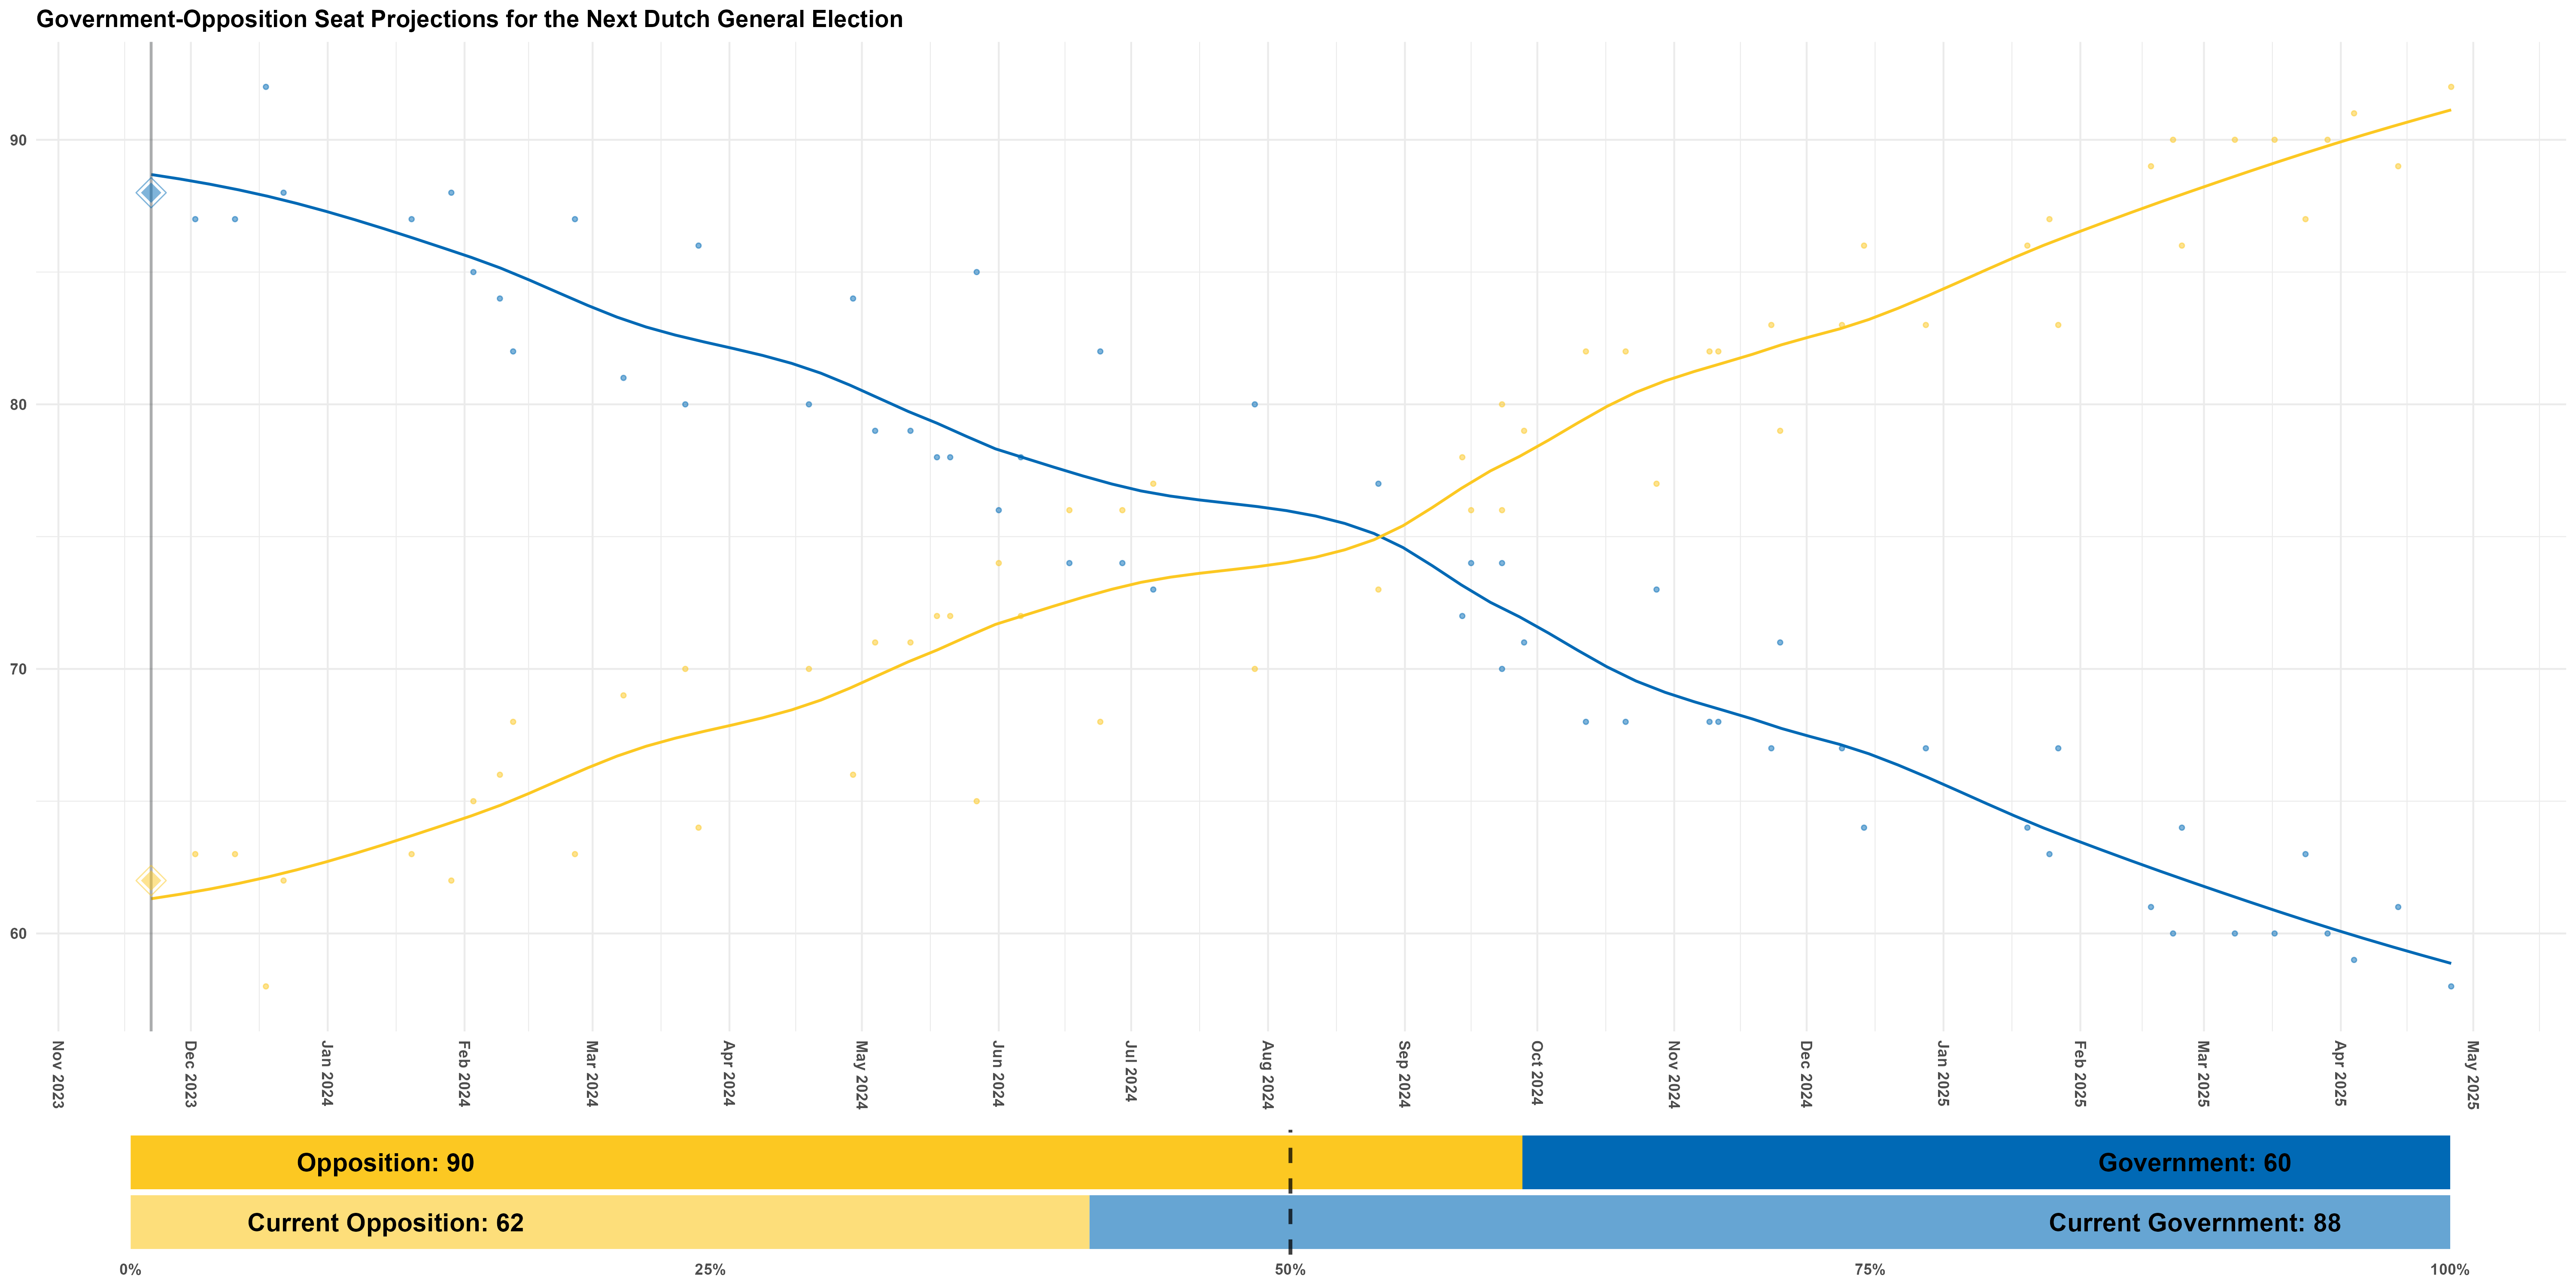 Government-Opposition Seat Projections for the Next Dutch General Election
90
80
70
60
Nov 2023
Dec 2023
Jan 2024
Feb 2024
Mar 2024
Apr 2024
May 2024
Jun 2024
Jul 2024
Aug 2024
Sep 2024
Oct 2024
Nov 2024
Dec 2024
Jan 2025
Feb 2025
Mar 2025
Apr 2025
May 2025
Opposition: 90
Government: 60
Current Opposition: 62
Current Government: 88
0%
25%
50%
75%
100%